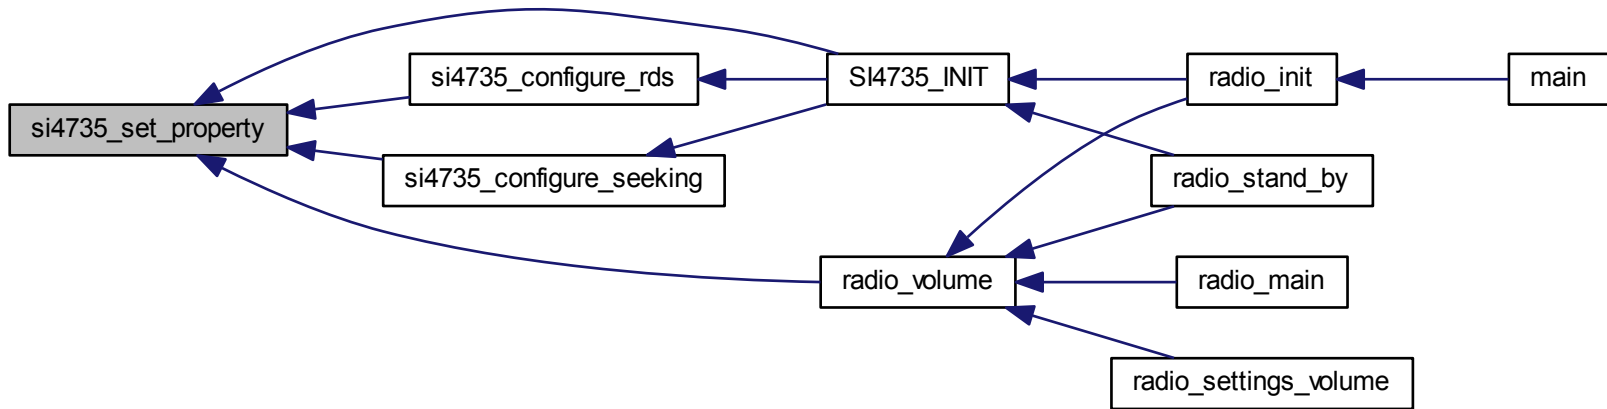 si4735_set_property
si4735_configure_rds
si4735_configure_seeking
SI4735_INIT
radio_volume
radio_init
radio_stand_by
radio_main
radio_settings_volume
main